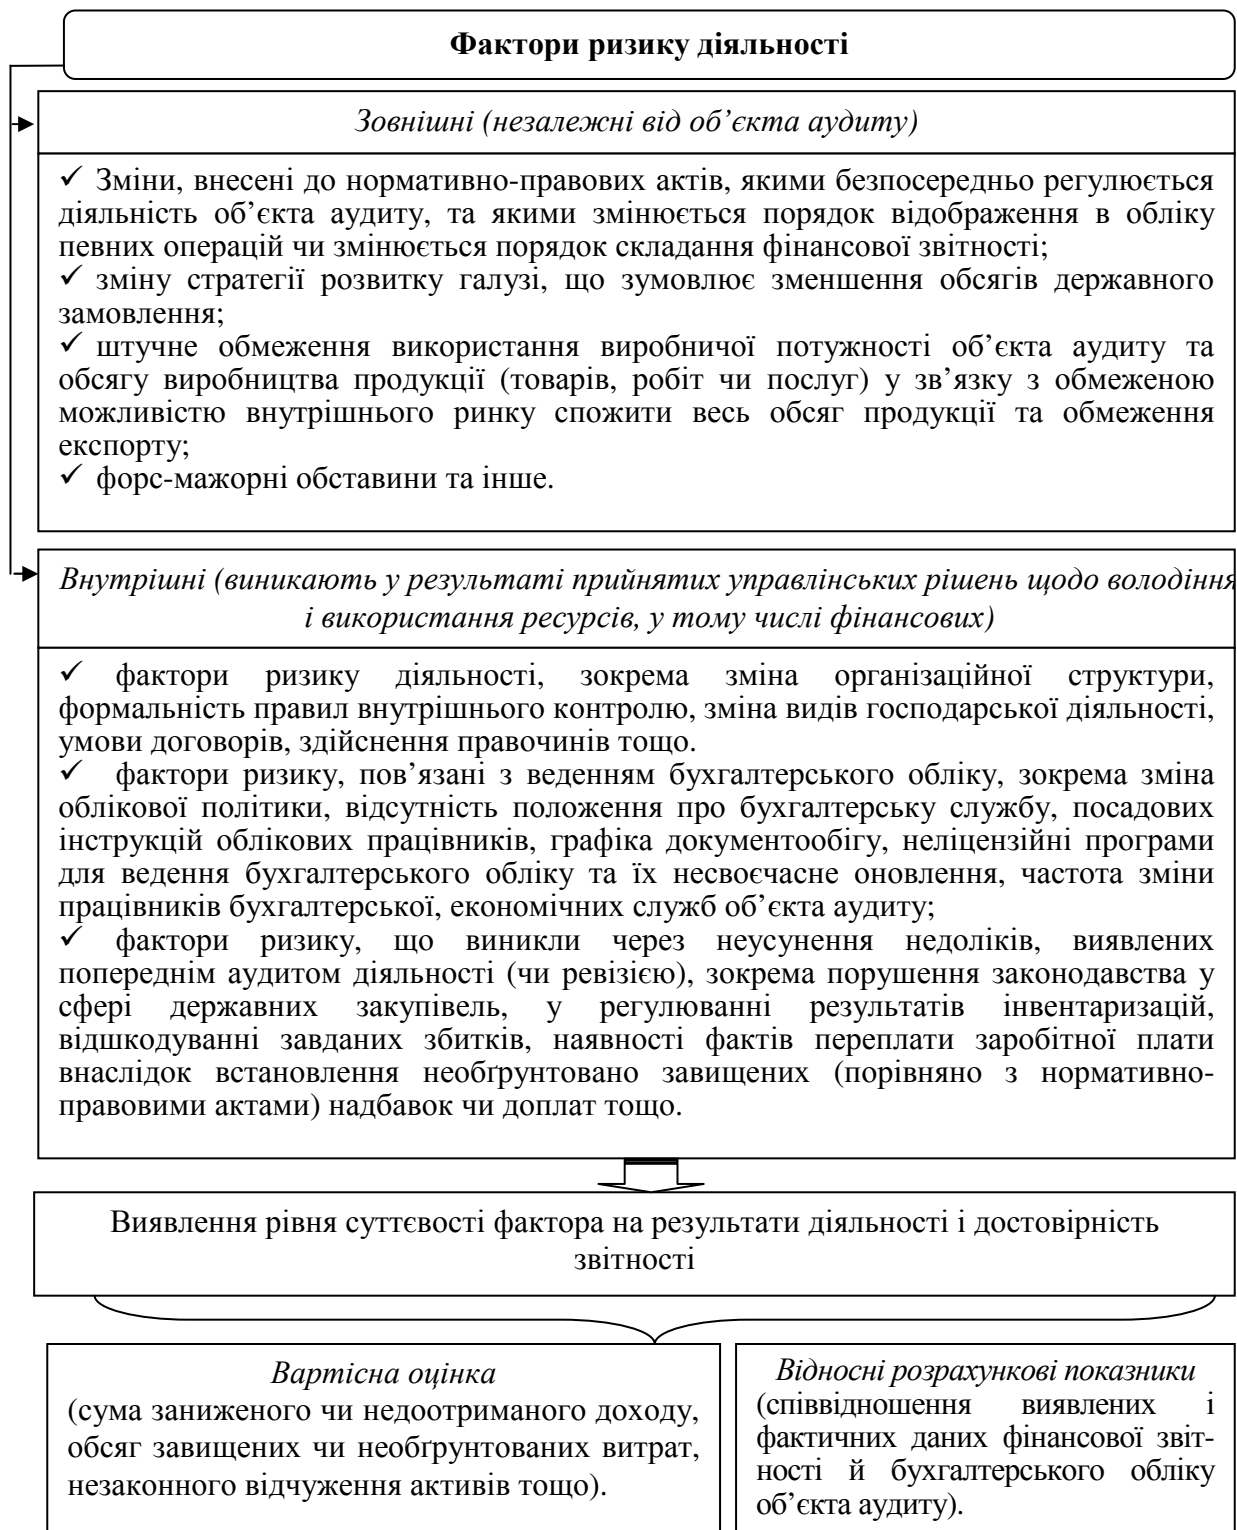 Фактори ризику діяльності
Зовнішні (незалежні від об’єкта аудиту)
✓ Зміни, внесені до нормативно-правових актів, якими безпосередньо регулюється
діяльність об’єкта аудиту, та якими змінюється порядок відображення в обліку
певних операцій чи змінюється порядок складання фінансової звітності;
✓ зміну стратегії розвитку галузі, що зумовлює зменшення обсягів державного
замовлення;
✓ штучне обмеження використання виробничої потужності об’єкта аудиту та
обсягу виробництва продукції (товарів, робіт чи послуг) у зв’язку з обмеженою
можливістю внутрішнього ринку спожити весь обсяг продукції та обмеження
експорту;
✓ форс-мажорні обставини та інше.
Внутрішні (виникають у результаті прийнятих управлінських рішень щодо володіння
і використання ресурсів, у тому числі фінансових)
✓ фактори ризику діяльності, зокрема зміна організаційної структури,
формальність правил внутрішнього контролю, зміна видів господарської діяльності,
умови договорів, здійснення правочинів тощо.
✓ фактори ризику, пов’язані з веденням бухгалтерського обліку, зокрема зміна
облікової політики, відсутність положення про бухгалтерську службу, посадових
інструкцій облікових працівників, графіка документообігу, неліцензійні програми
для ведення бухгалтерського обліку та їх несвоєчасне оновлення, частота зміни
працівників бухгалтерської, економічних служб об’єкта аудиту;
✓ фактори ризику, що виникли через неусунення недоліків, виявлених
попереднім аудитом діяльності (чи ревізією), зокрема порушення законодавства у
сфері державних закупівель, у регулюванні результатів інвентаризацій,
відшкодуванні завданих збитків, наявності фактів переплати заробітної плати
внаслідок встановлення необґрунтовано завищених (порівняно з нормативно-
правовими актами) надбавок чи доплат тощо.
Виявлення рівня суттєвості фактора на результати діяльності і достовірність
звітності
Вартісна оцінка
(сума заниженого чи недоотриманого доходу,
обсяг завищених чи необґрунтованих витрат,
незаконного відчуження активів тощо).
Відносні розрахункові показники
(співвідношення виявлених і
фактичних даних фінансової звіт-
ності й бухгалтерського обліку
об’єкта аудиту).